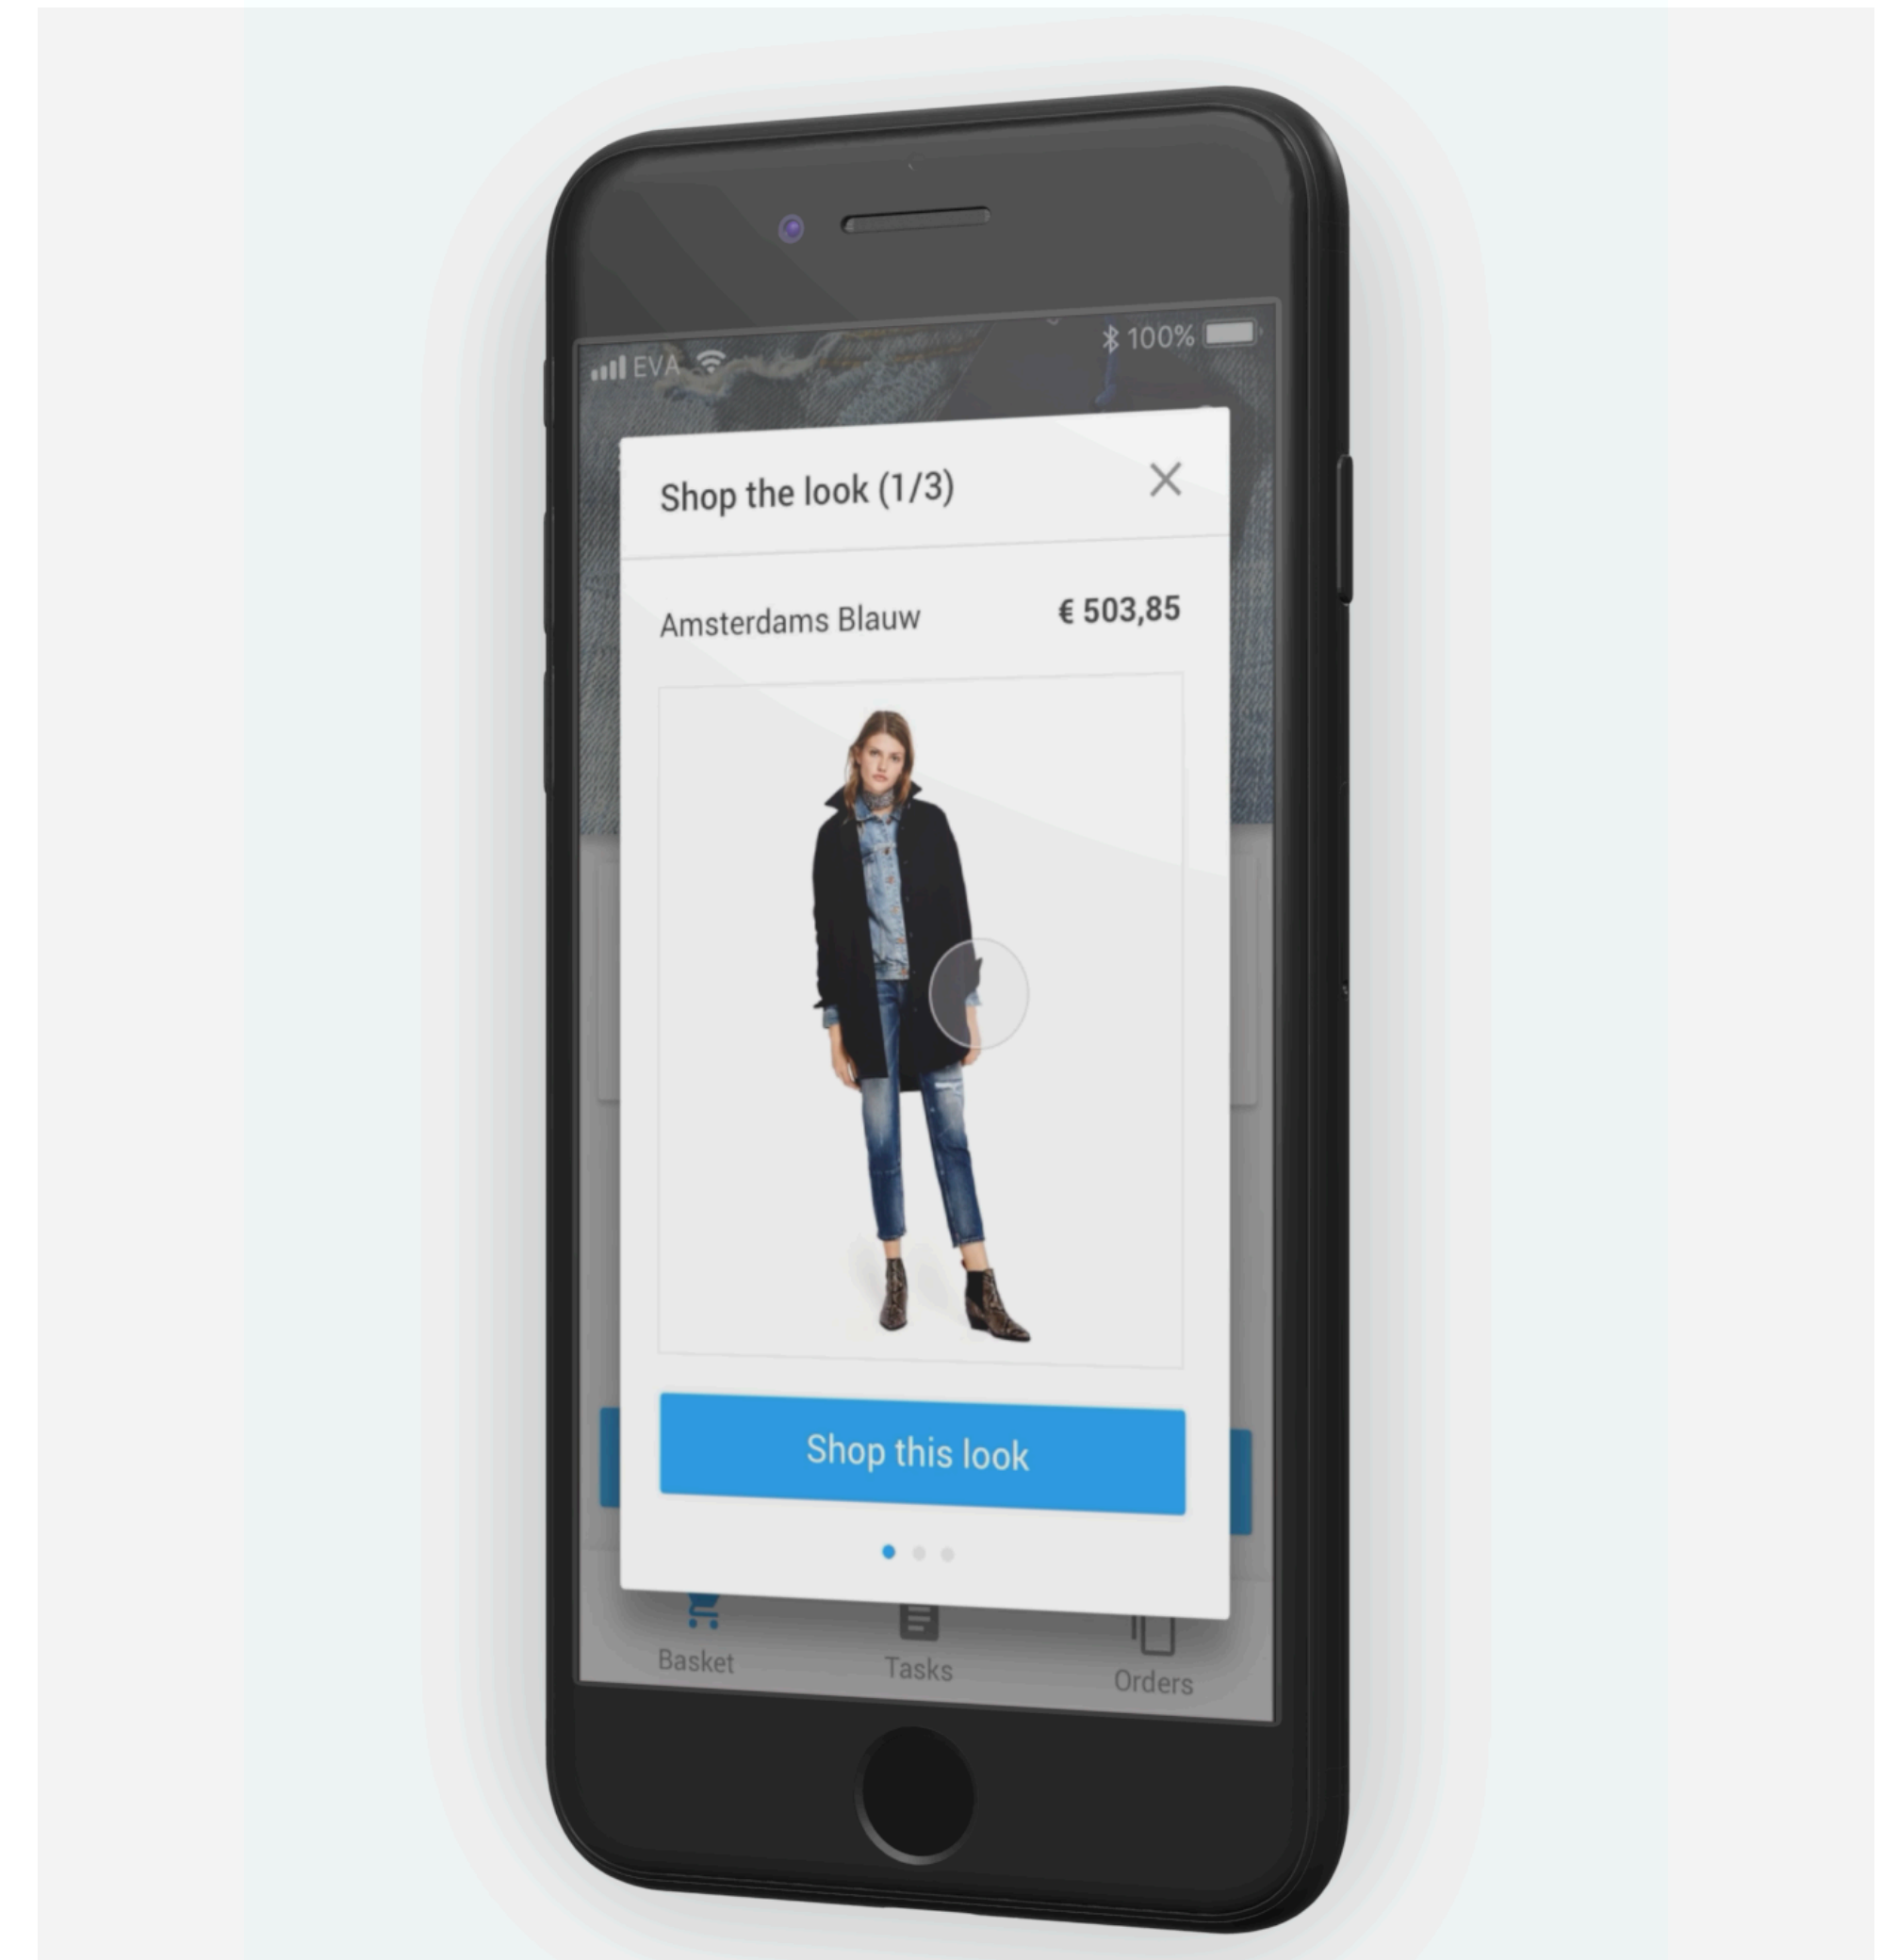 EVA 100%
Shop the look (1/3)
Amsterdams Blauw € 503,85
Shop this look
Basket Tasks Orders